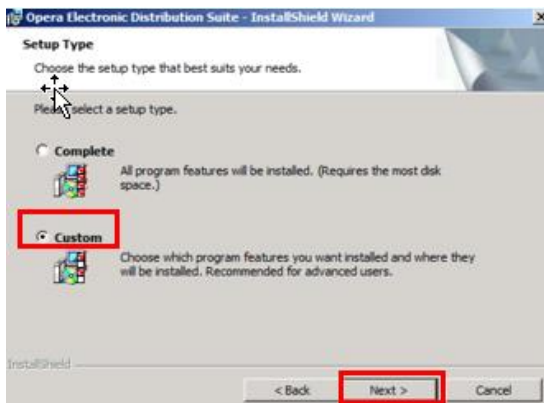 Opera Electronic Distribution Suite - InstallShield Wizard
Setup Type
Choose the setup type that best suits your needs.
Please select a setup type.
Complete
All program features will be installed. (Requires the most disk
space.)
Custom
Choose which program features you want installed and where they
will be installed. Recommended for advanced users.
InstallShield
< Back
Next >
Cancel